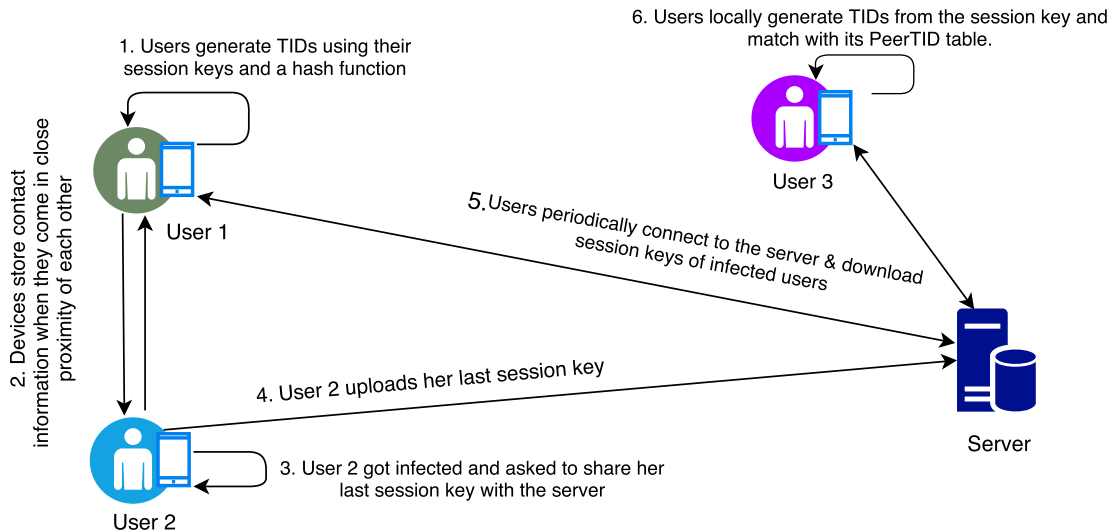 1. Users generate TIDs using their
session keys and a hash function
6. Users locally generate TIDs from the session key and
match with its PeerTID table.
User 1
User 3
2. Devices store contact
information when they come in close
proximity of each other
5.Users periodically connect to the server & download
session keys of infected users
4. User 2 uploads her last session key
3. User 2 got infected and asked to share her
last session key with the server
User 2
Server